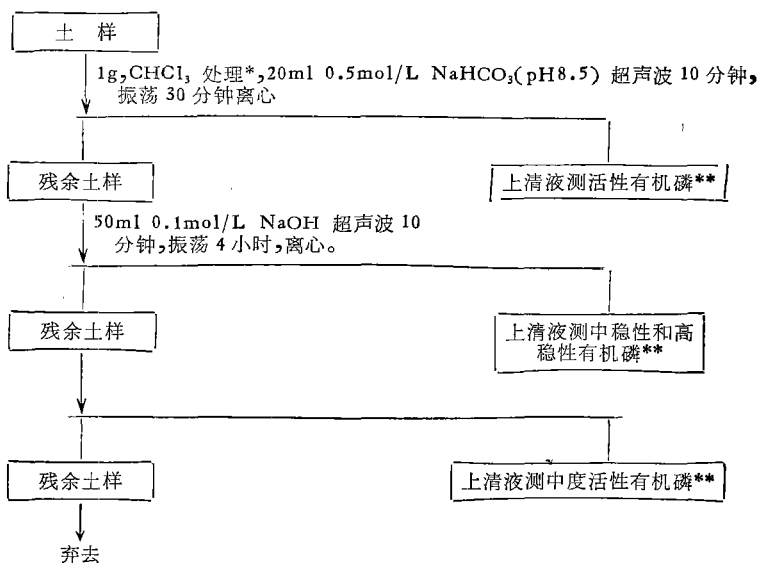 土 样
1g,CHCl₃ 处理*,20ml 0.5mol/L NaHCO₃(pH8.5) 超声波 10 分钟,
振荡 30 分钟离心
残余土样
上清液测活性有机磷**
50ml 0.1mol/L NaOH 超声波 10
分钟,振荡 4 小时,离心。
残余土样
上清液测中稳性和高
稳性有机磷**
残余土样
上清液测中度活性有机磷**
弃去